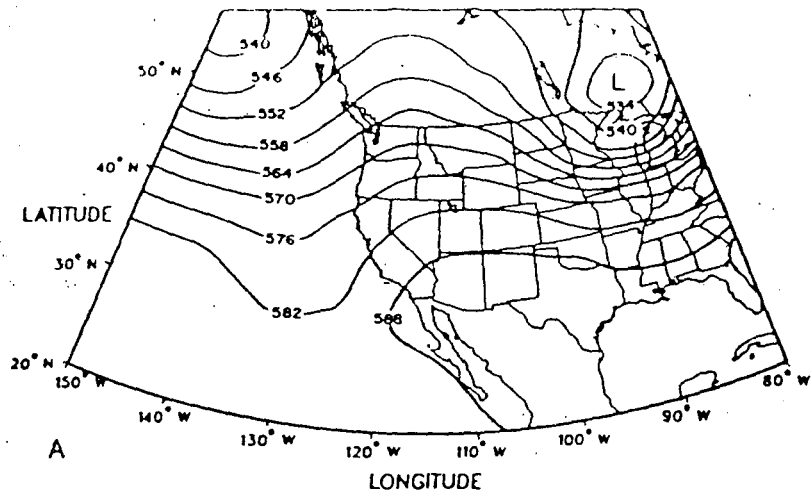 540
50° N
546
L
534
552
540
558
40° N
564
570
LATITUDE
576
30° N
582
588
20° N
150° W
80° W
140° W
90° W
130° W
100° W
120° W
110° W
A
LONGITUDE